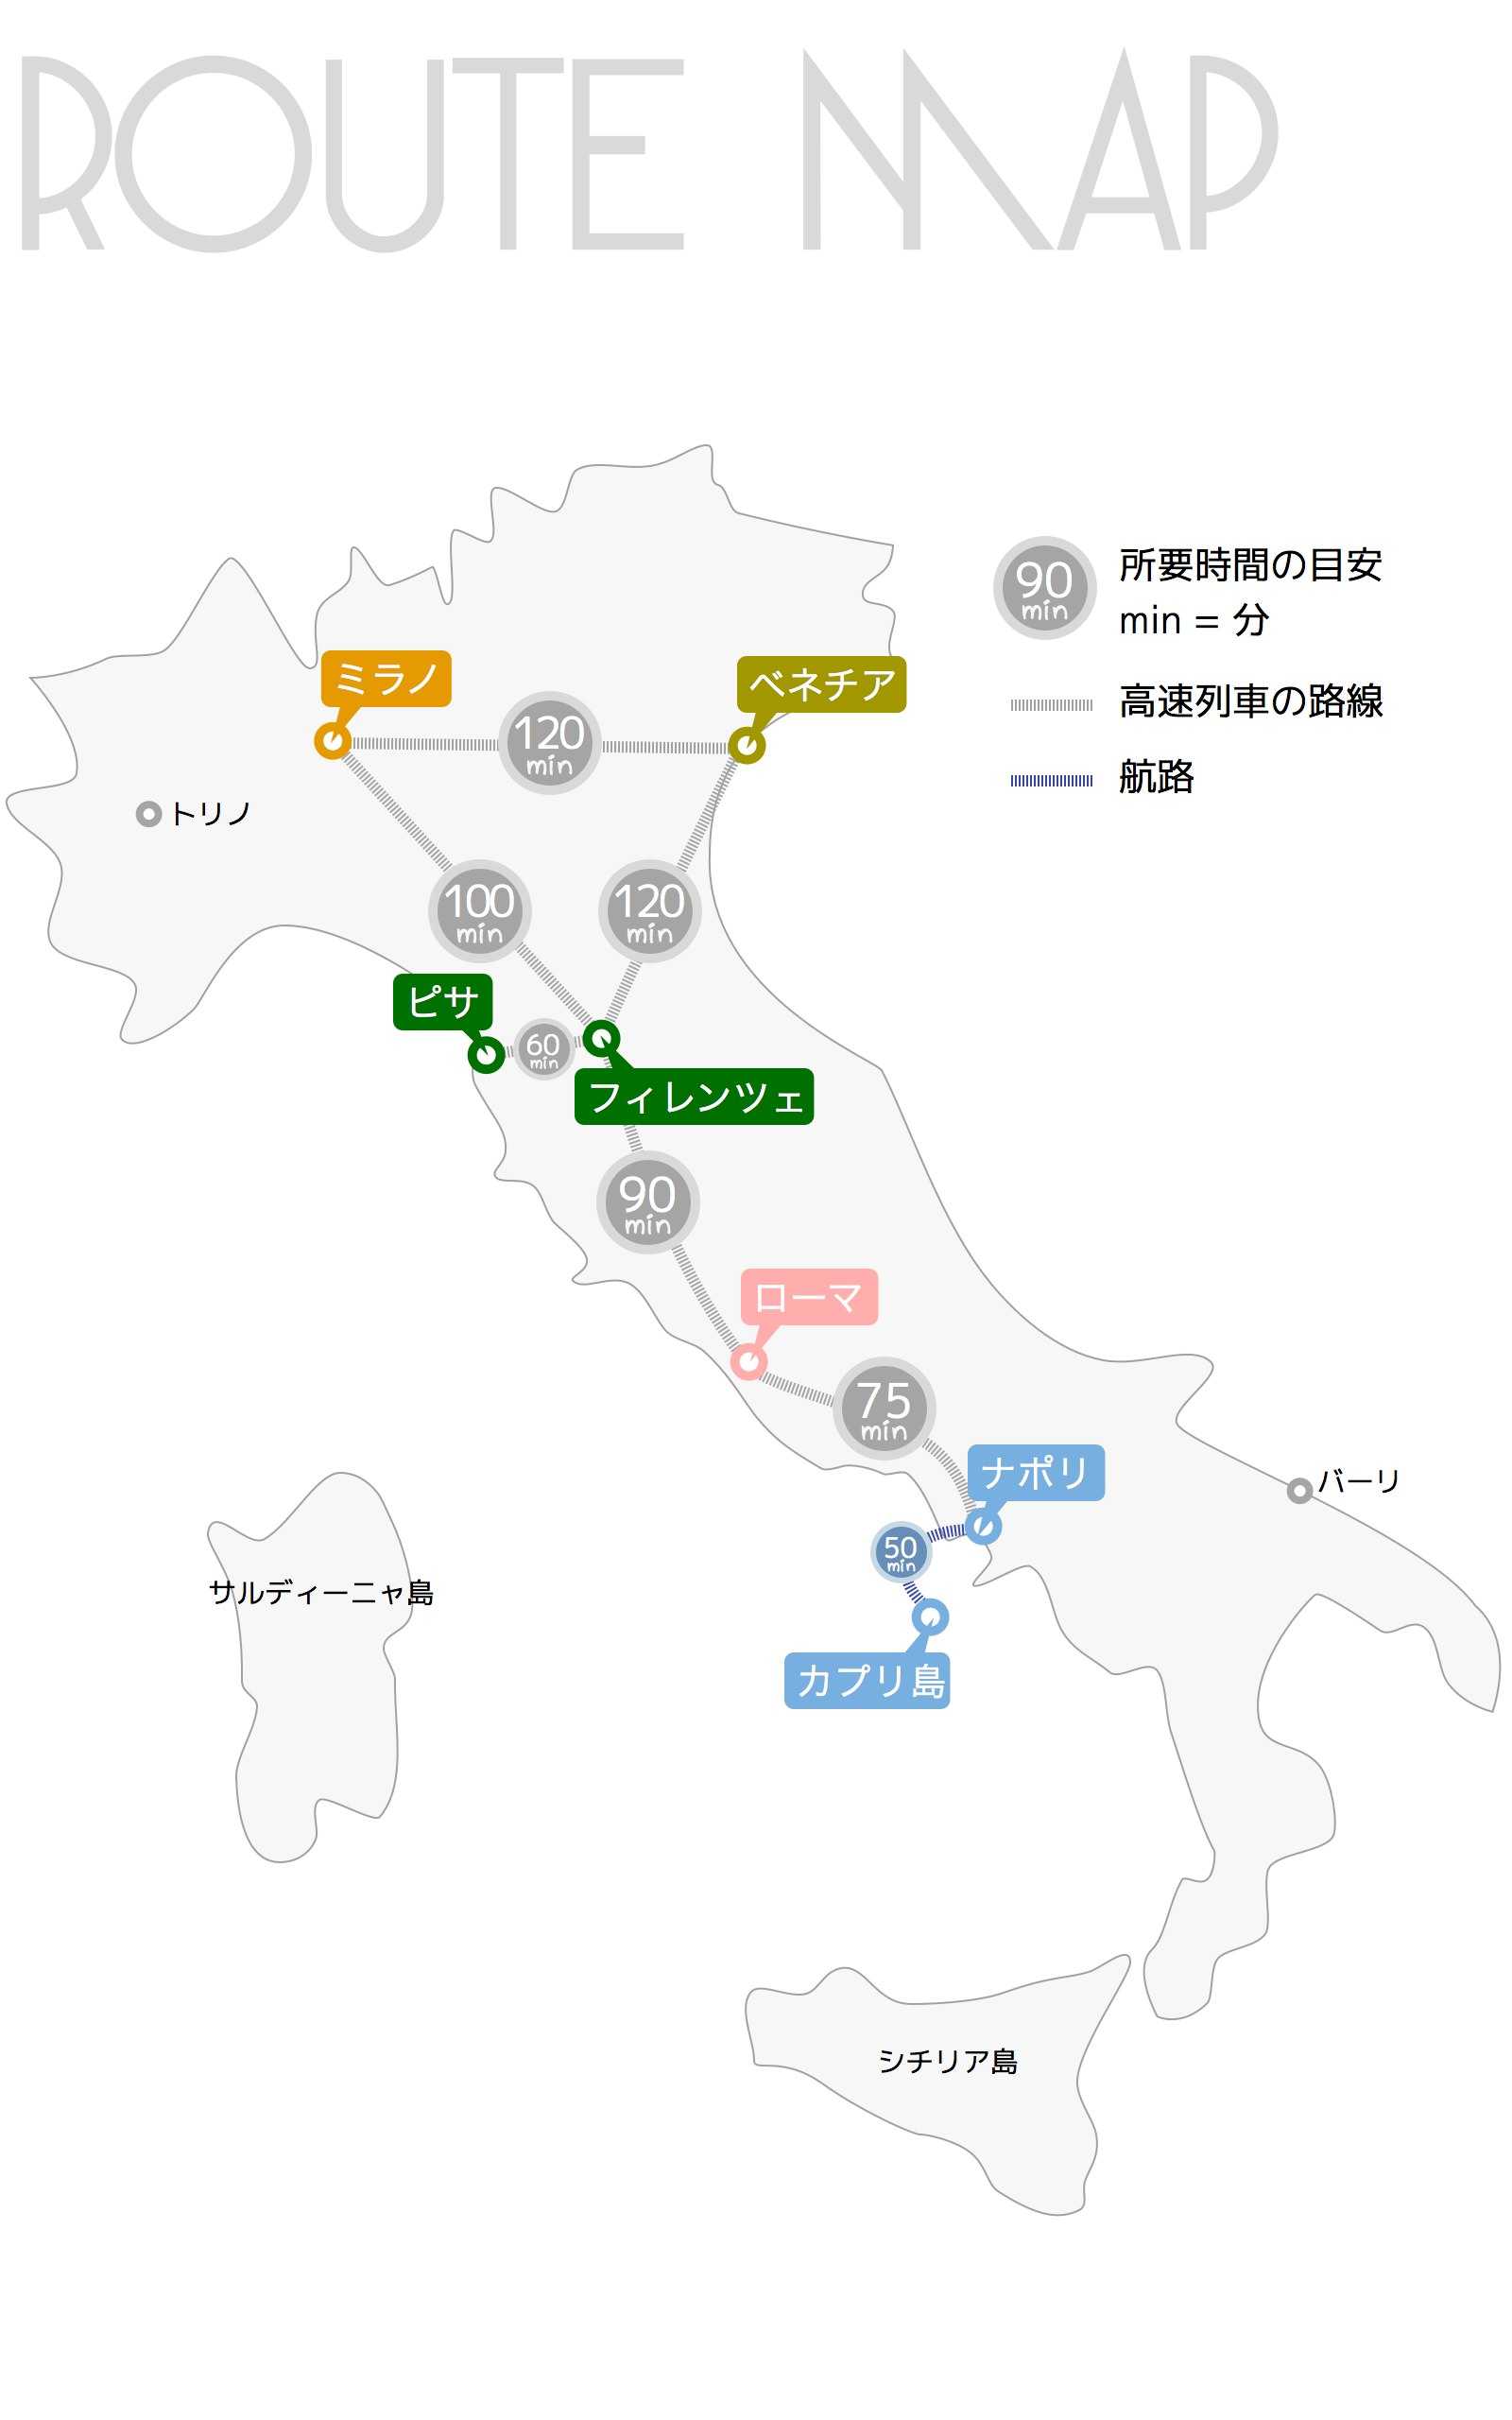 ROUTE MAP
90
min
所要時間の目安
min = 分
高速列車の路線
航路
ミラノ
ベネチア
120
min
トリノ
100
min
120
min
ピサ
60
min
フィレンツェ
90
min
ローマ
75
min
ナポリ
バーリ
50
min
サルディーニャ島
カプリ島
シチリア島